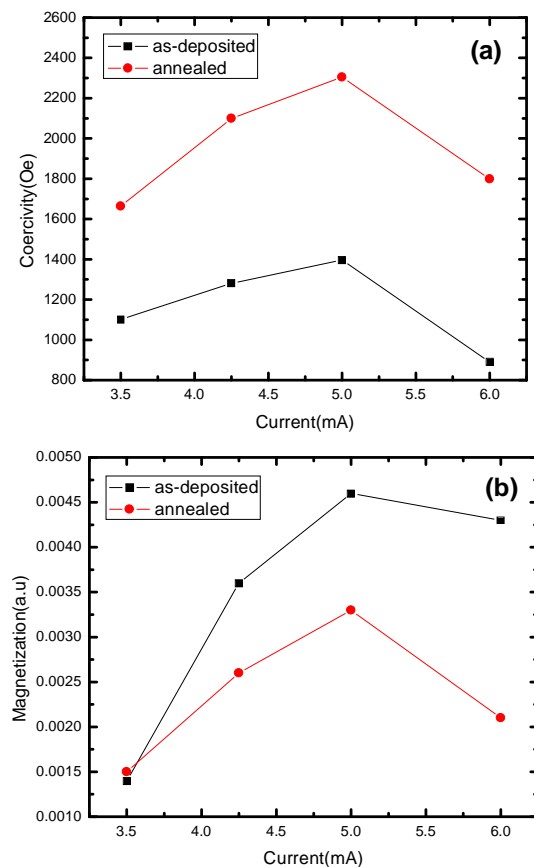 2600
as-deposited
(a)
2400
annealed
2200
2000
1800
1600
1400
1200
1000
800
Coercivity(Oe)
3.5 4.0 4.5 5.0 5.5 6.0
Current(mA)
0.0050
as-deposited
(b)
0.0045
annealed
0.0040
0.0035
0.0030
0.0025
0.0020
0.0015
0.0010
Magnetization(a.u)
3.5 4.0 4.5 5.0 5.5 6.0
Current(mA)